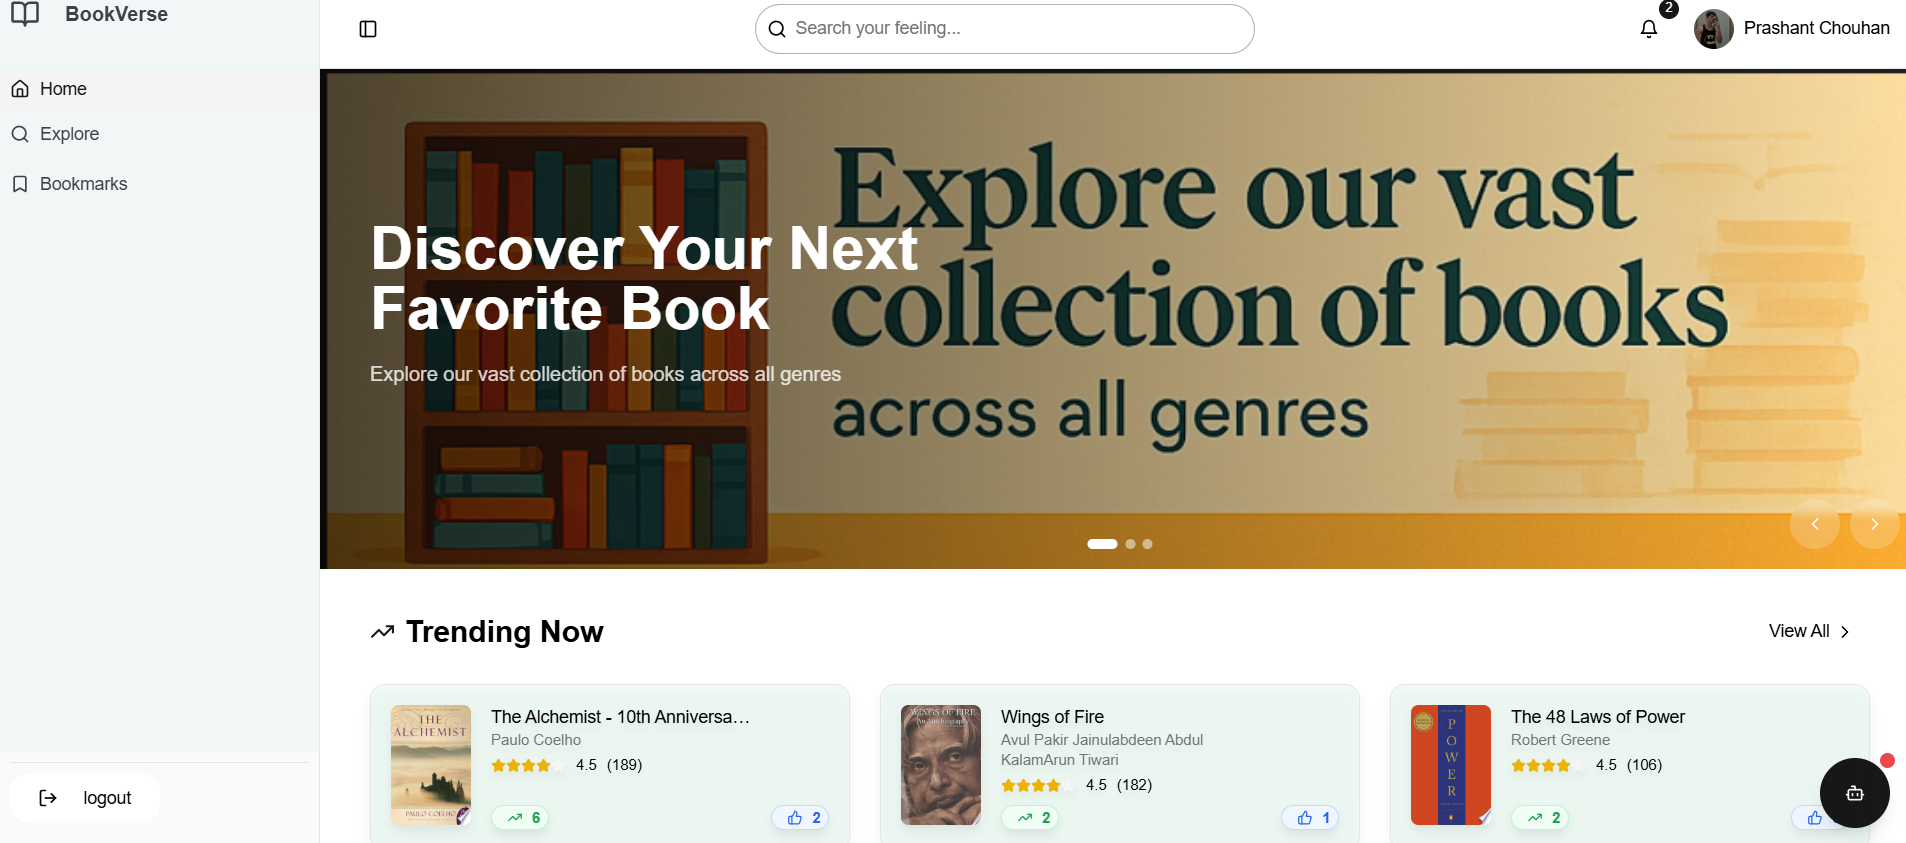 BookVerse
Search your feeling...
2
Prashant Chouhan
Home
Explore
Bookmarks
logout
Explore our vast
collection of books
across all genres
Discover Your Next
Favorite Book
Explore our vast collection of books across all genres
Trending Now
View All
THE
ALCHEMIST
PAULO COELHO
The Alchemist - 10th Anniversa...
Paulo Coelho
4.5 (189)
6
2
WINGS OF FIRE
An Autobiography
Wings of Fire
Avul Pakir Jainulabdeen Abdul
KalamArun Tiwari
4.5 (182)
2
1
POWER
The 48 Laws of Power
Robert Greene
4.5 (106)
2